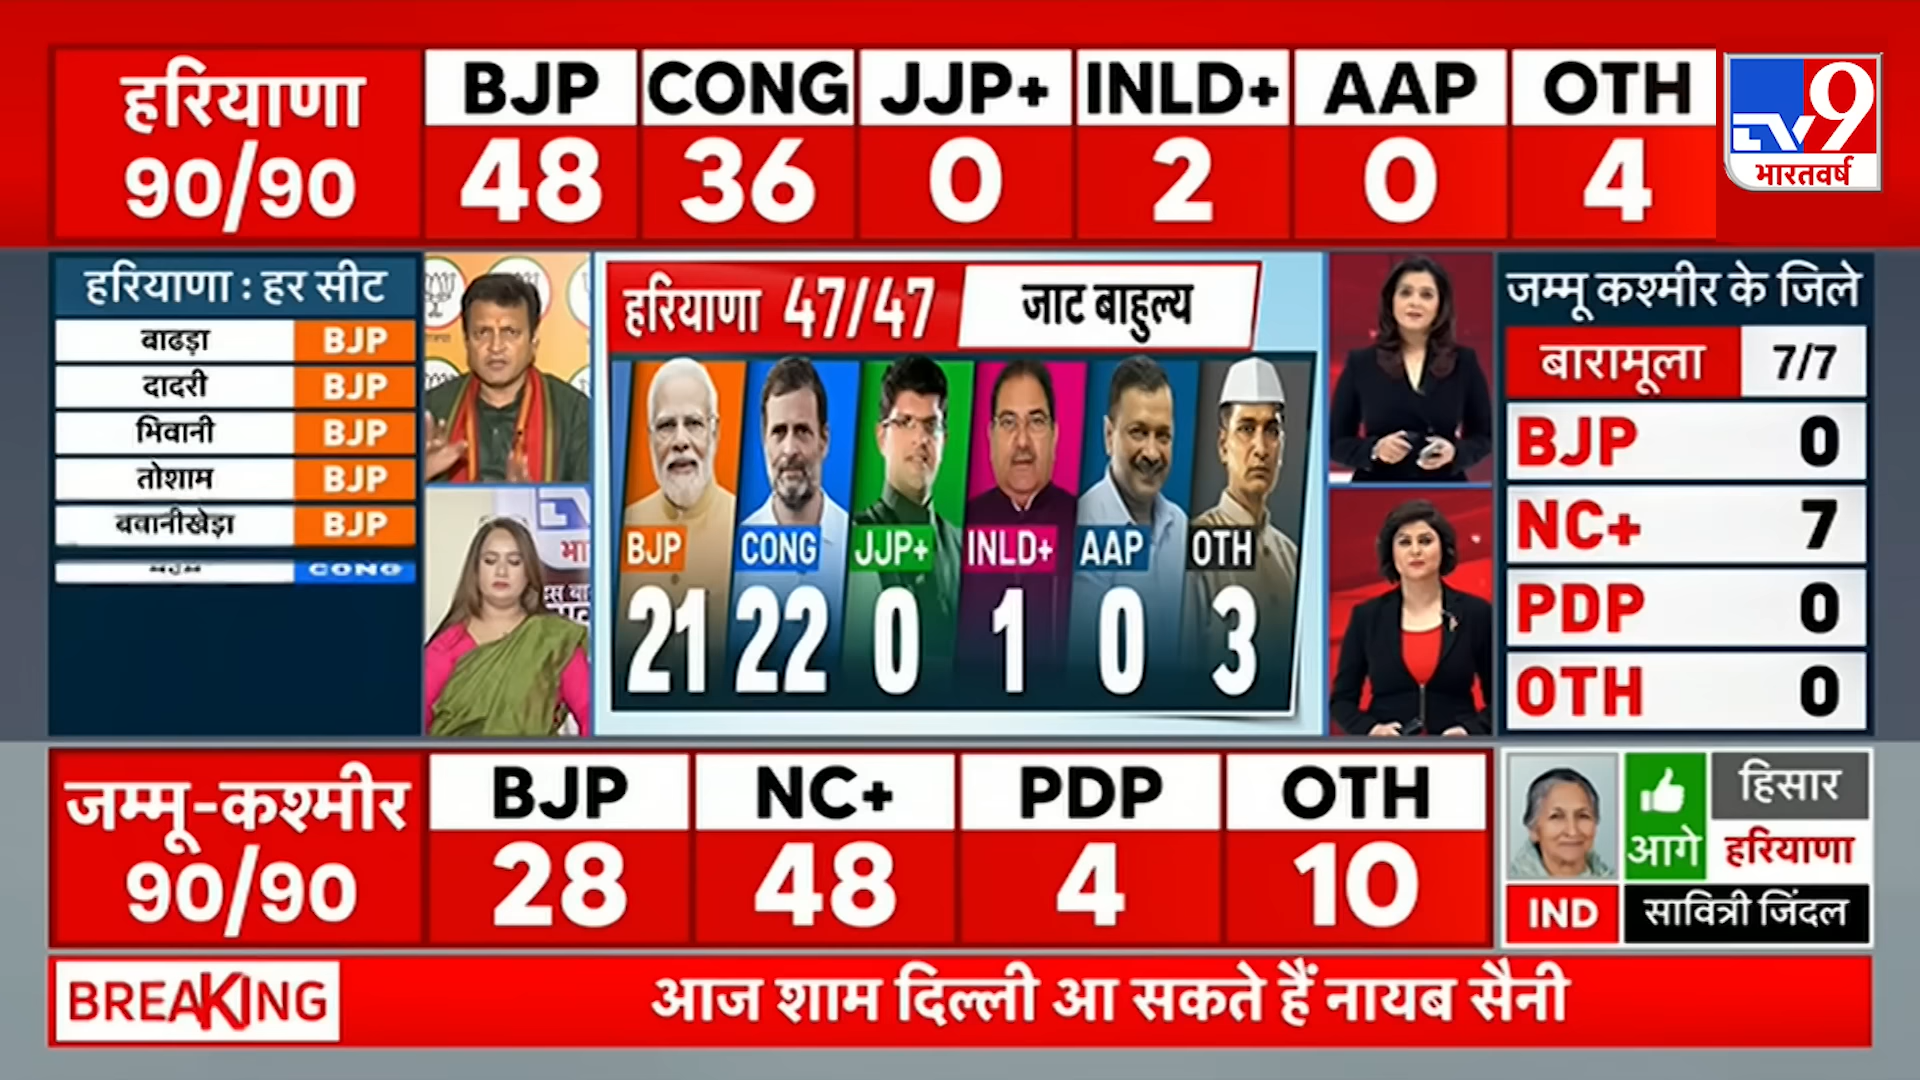 हरियाणा
90/90
BJP
48
CONG
36
JJP+
0
INLD+
2
AAP
0
OTH
4
TV9
भारतवर्ष
हरियाणा : हर सीट
बाढड़ा BJP
दादरी BJP
भिवानी BJP
तोशाम BJP
बवानीखेड़ा BJP
CONG
हरियाणा 47/47 जाट बाहुल्य
BJP CONG JJP+ INLD+ AAP OTH
21 22 0 1 0 3
जम्मू कश्मीर के जिले
बारामूला 7/7
BJP 0
NC+ 7
PDP 0
OTH 0
जम्मू-कश्मीर
90/90
BJP
28
NC+
48
PDP
4
OTH
10
आगे
हिसार
हरियाणा
IND सावित्री जिंदल
BREAKING आज शाम दिल्ली आ सकते हैं नायब सैनी